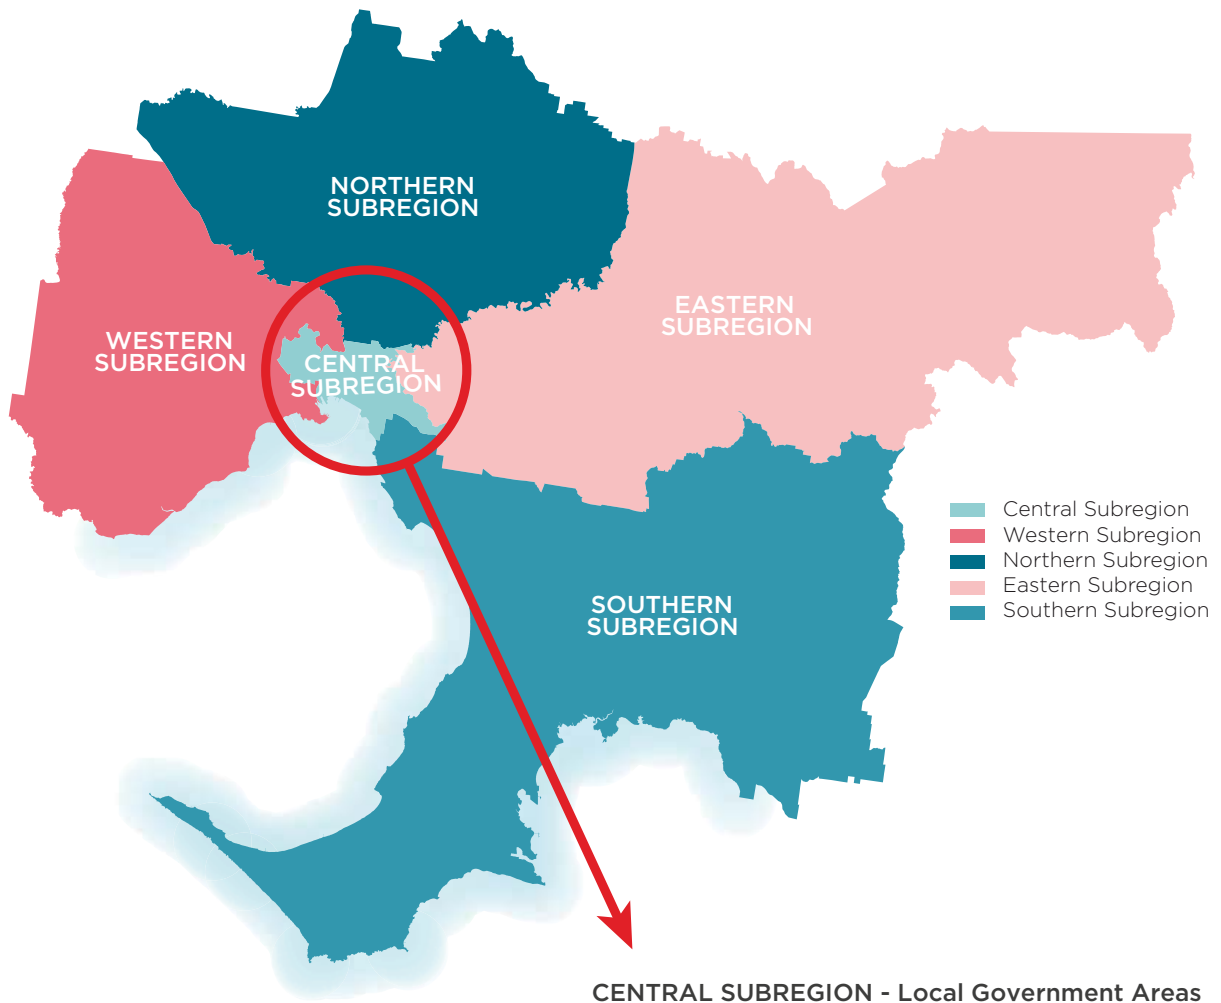 NORTHERN
SUBREGION
EASTERN
SUBREGION
WESTERN
SUBREGION
CENTRAL
SUBREGION
Central Subregion
Western Subregion
Northern Subregion
Eastern Subregion
Southern Subregion
SOUTHERN
SUBREGION
CENTRAL SUBREGION - Local Government Areas